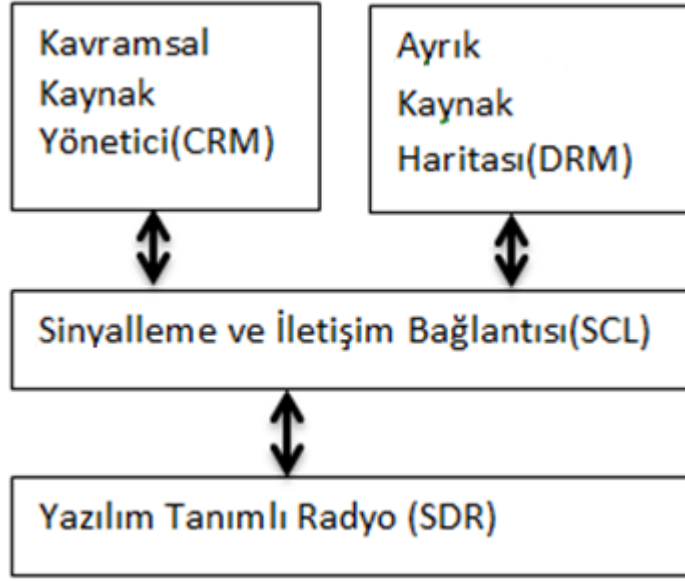 Kavramsal
Kaynak
Yönetici(CRM)
Ayrık
Kaynak
Haritası(DRM)
Sinyalleme ve İletişim Bağlantısı(SCL)
Yazılım Tanımlı Radyo (SDR)